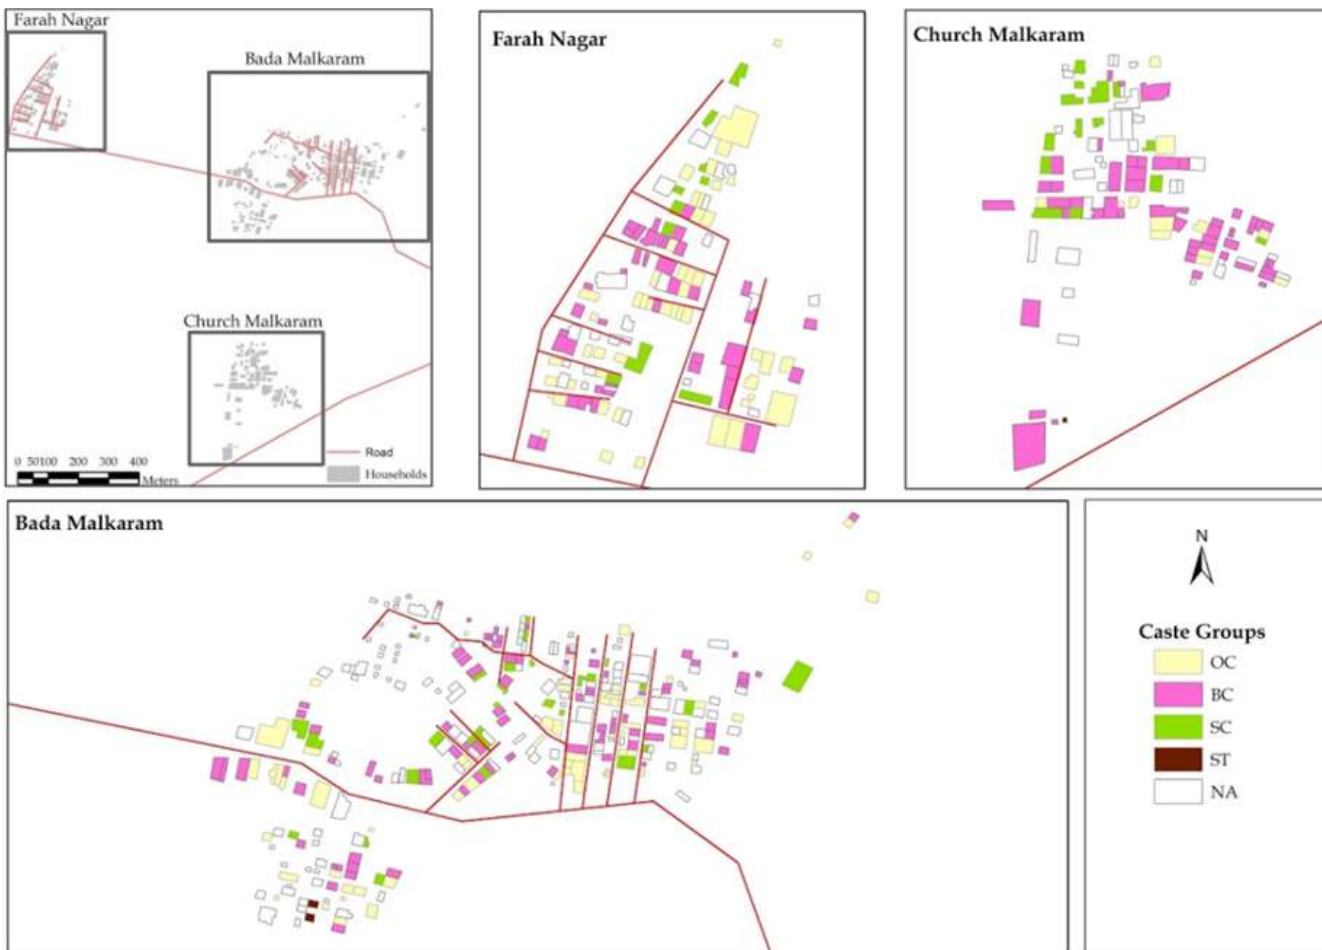 Farah Nagar
Bada Malkaram
Church Malkaram
0 50100 200 300 400
Meters
Road
Households
Farah Nagar
Church Malkaram
Bada Malkaram
N
Caste Groups
OC
BC
SC
ST
NA